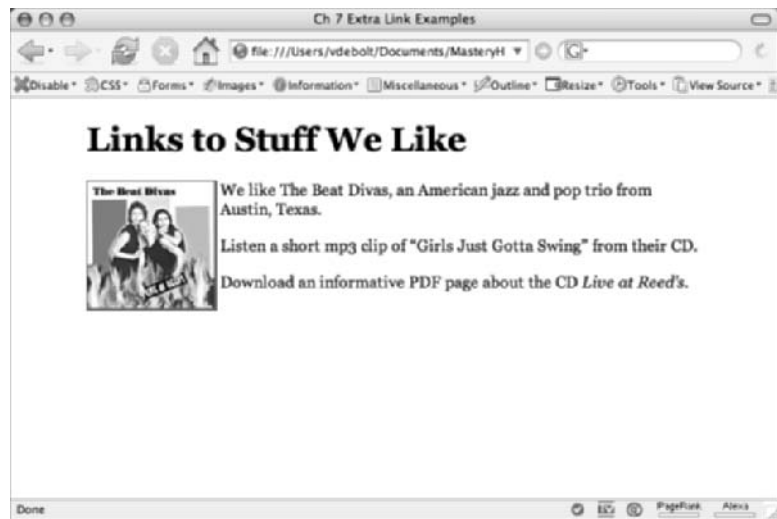 Ch 7 Extra Link Examples
file:///Users/vdebolt/Documents/MasteryH
Disable CSS Forms Images Information Miscellaneous Outline Resize Tools View Source
Links to Stuff We Like
The Beat Divas
We like The Beat Divas, an American jazz and pop trio from
Austin, Texas.
Listen a short mp3 clip of “Girls Just Gotta Swing” from their CD.
Download an informative PDF page about the CD Live at Reed’s.
Done PageRank Alexa